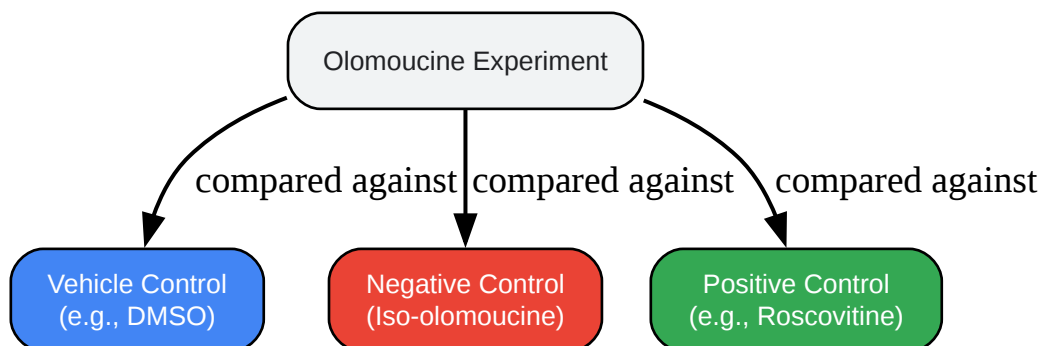 Olomoucine Experiment
compared against
compared against
compared against
Vehicle Control
(e.g., DMSO)
Negative Control
(Iso-olomoucine)
Positive Control
(e.g., Roscovitine)